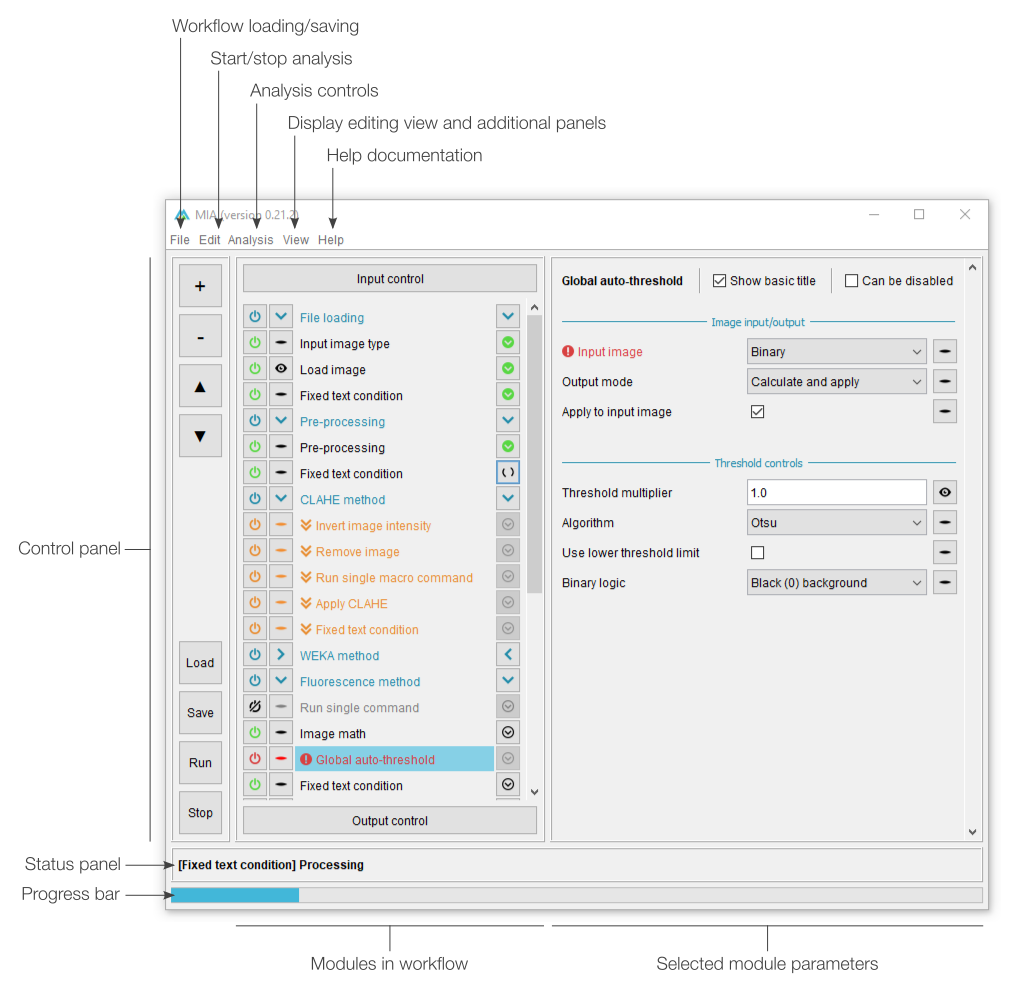 Workflow loading/saving
Start/stop analysis
Analysis controls
Display editing view and additional panels
Help documentation
MIA (version 0.21.2)
File Edit Analysis View Help
+
-
▲
▼
Load
Save
Run
Stop
Control panel
Input control
File loading
Input image type
Load image
Fixed text condition
Pre-processing
Pre-processing
Fixed text condition
CLAHE method
Invert image intensity
Remove image
Run single macro command
Apply CLAHE
Fixed text condition
WEKA method
Fluorescence method
Run single command
Image math
Global auto-threshold
Fixed text condition
Output control
Global auto-threshold Show basic title Can be disabled
Image input/output
Input image Binary
Output mode Calculate and apply
Apply to input image
Threshold controls
Threshold multiplier 1.0
Algorithm Otsu
Use lower threshold limit
Binary logic Black (0) background
Status panel [Fixed text condition] Processing
Progress bar
Modules in workflow
Selected module parameters